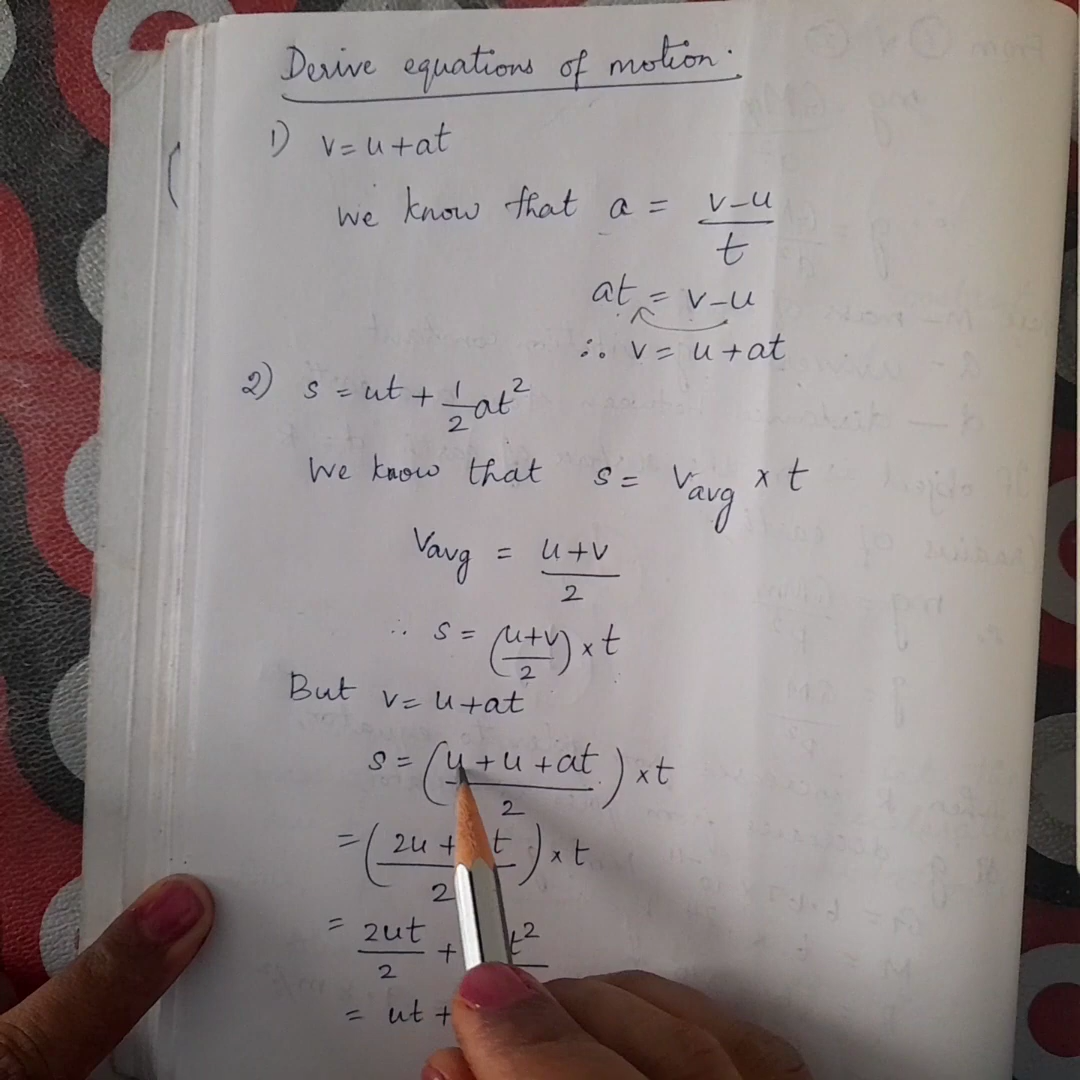 Derive equations of motion.
1) v = u + at
We know that a = (v-u)/t
at = v-u
∴ v = u + at
2) s = ut + 1/2 at²
We know that s = Vavg × t
Vavg = (u+v)/2
∴ s = ((u+v)/2) × t
But v = u + at
s = ((u + u + at)/2) × t
= ((2u + t)/2) × t
= 2ut/2 + t²
= ut +